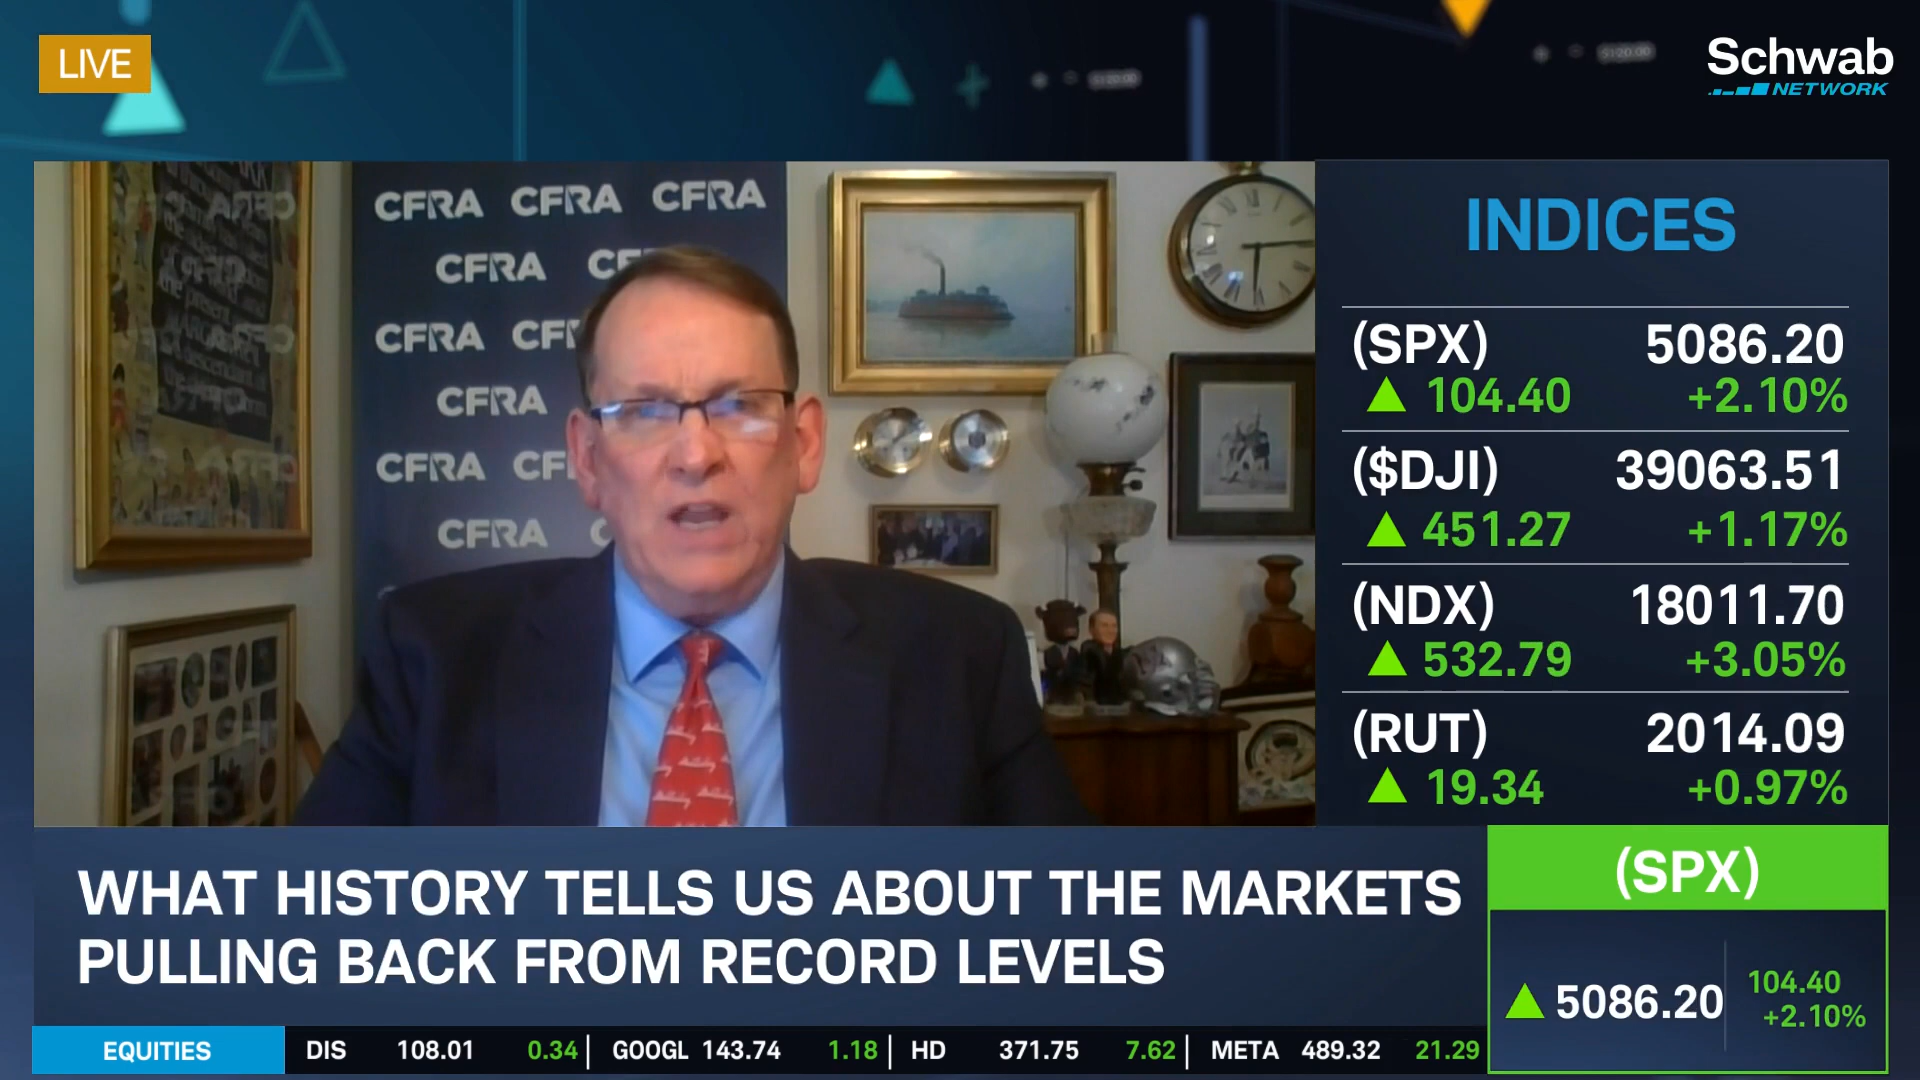 LIVE
Schwab
NETWORK
CFRA CFRA CFRA
CFRA
CFRA
CFRA
CFRA
CFRA
INDICES
(SPX) 5086.20
▲ 104.40 +2.10%
($DJI) 39063.51
▲ 451.27 +1.17%
(NDX) 18011.70
▲ 532.79 +3.05%
(RUT) 2014.09
▲ 19.34 +0.97%
WHAT HISTORY TELLS US ABOUT THE MARKETS
PULLING BACK FROM RECORD LEVELS
(SPX)
▲ 5086.20 104.40
+2.10%
EQUITIES DIS 108.01 0.34 GOOGL 143.74 1.18 HD 371.75 7.62 META 489.32 21.29